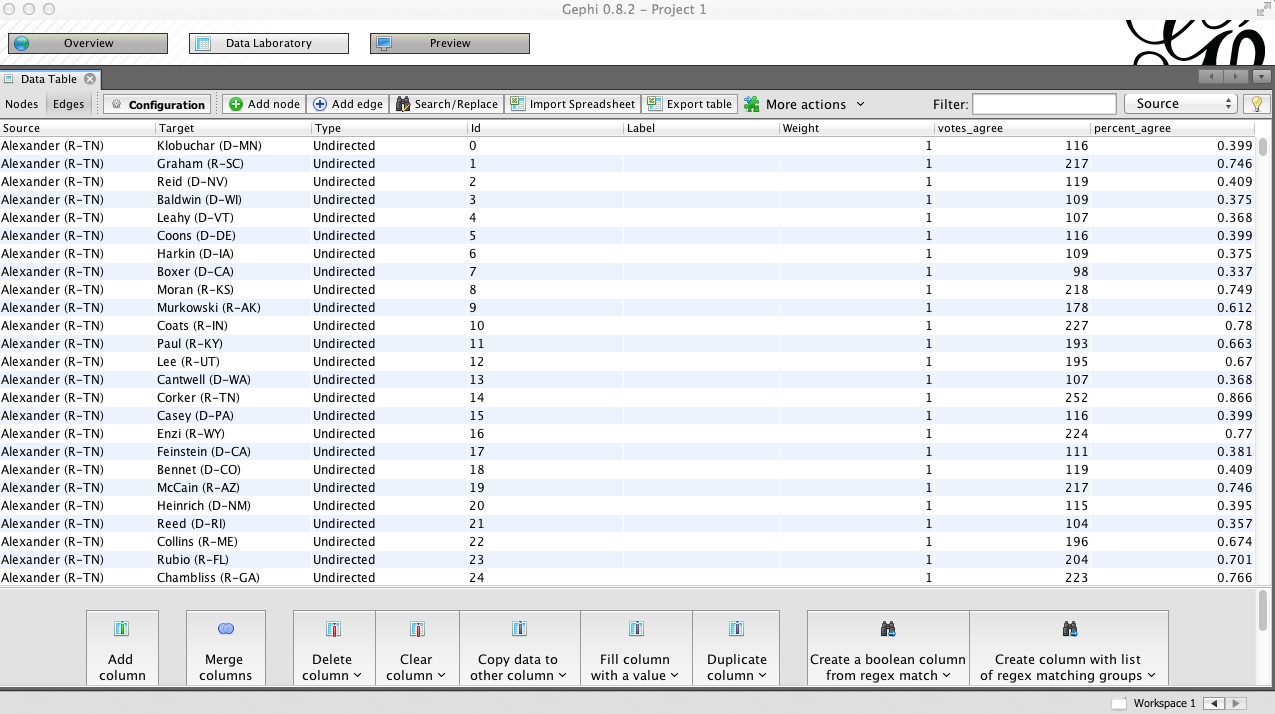 Gephi 0.8.2 – Project 1
Overview Data Laboratory Preview
Data Table
Nodes Edges Configuration Add node Add edge Search/Replace Import Spreadsheet Export table More actions Filter: Source
Source Target Type Id Label Weight votes_agree percent_agree
Alexander (R-TN) Klobuchar (D-MN) Undirected 0 1 116 0.399
Alexander (R-TN) Graham (R-SC) Undirected 1 1 217 0.746
Alexander (R-TN) Reid (D-NV) Undirected 2 1 119 0.409
Alexander (R-TN) Baldwin (D-WI) Undirected 3 1 109 0.375
Alexander (R-TN) Leahy (D-VT) Undirected 4 1 107 0.368
Alexander (R-TN) Coons (D-DE) Undirected 5 1 116 0.399
Alexander (R-TN) Harkin (D-IA) Undirected 6 1 109 0.375
Alexander (R-TN) Boxer (D-CA) Undirected 7 1 98 0.337
Alexander (R-TN) Moran (R-KS) Undirected 8 1 218 0.749
Alexander (R-TN) Murkowski (R-AK) Undirected 9 1 178 0.612
Alexander (R-TN) Coats (R-IN) Undirected 10 1 227 0.78
Alexander (R-TN) Paul (R-KY) Undirected 11 1 193 0.663
Alexander (R-TN) Lee (R-UT) Undirected 12 1 195 0.67
Alexander (R-TN) Cantwell (D-WA) Undirected 13 1 107 0.368
Alexander (R-TN) Corker (R-TN) Undirected 14 1 252 0.866
Alexander (R-TN) Casey (D-PA) Undirected 15 1 116 0.399
Alexander (R-TN) Enzi (R-WY) Undirected 16 1 224 0.77
Alexander (R-TN) Feinstein (D-CA) Undirected 17 1 111 0.381
Alexander (R-TN) Bennet (D-CO) Undirected 18 1 119 0.409
Alexander (R-TN) McCain (R-AZ) Undirected 19 1 217 0.746
Alexander (R-TN) Heinrich (D-NM) Undirected 20 1 115 0.395
Alexander (R-TN) Reed (D-RI) Undirected 21 1 104 0.357
Alexander (R-TN) Collins (R-ME) Undirected 22 1 196 0.674
Alexander (R-TN) Rubio (R-FL) Undirected 23 1 204 0.701
Alexander (R-TN) Chambliss (R-GA) Undirected 24 1 223 0.766
Add Merge Delete Clear Copy data to Fill column Duplicate Create a boolean column Create column with list
column columns column column other column with a value column from regex match of regex matching groups
Workspace 1